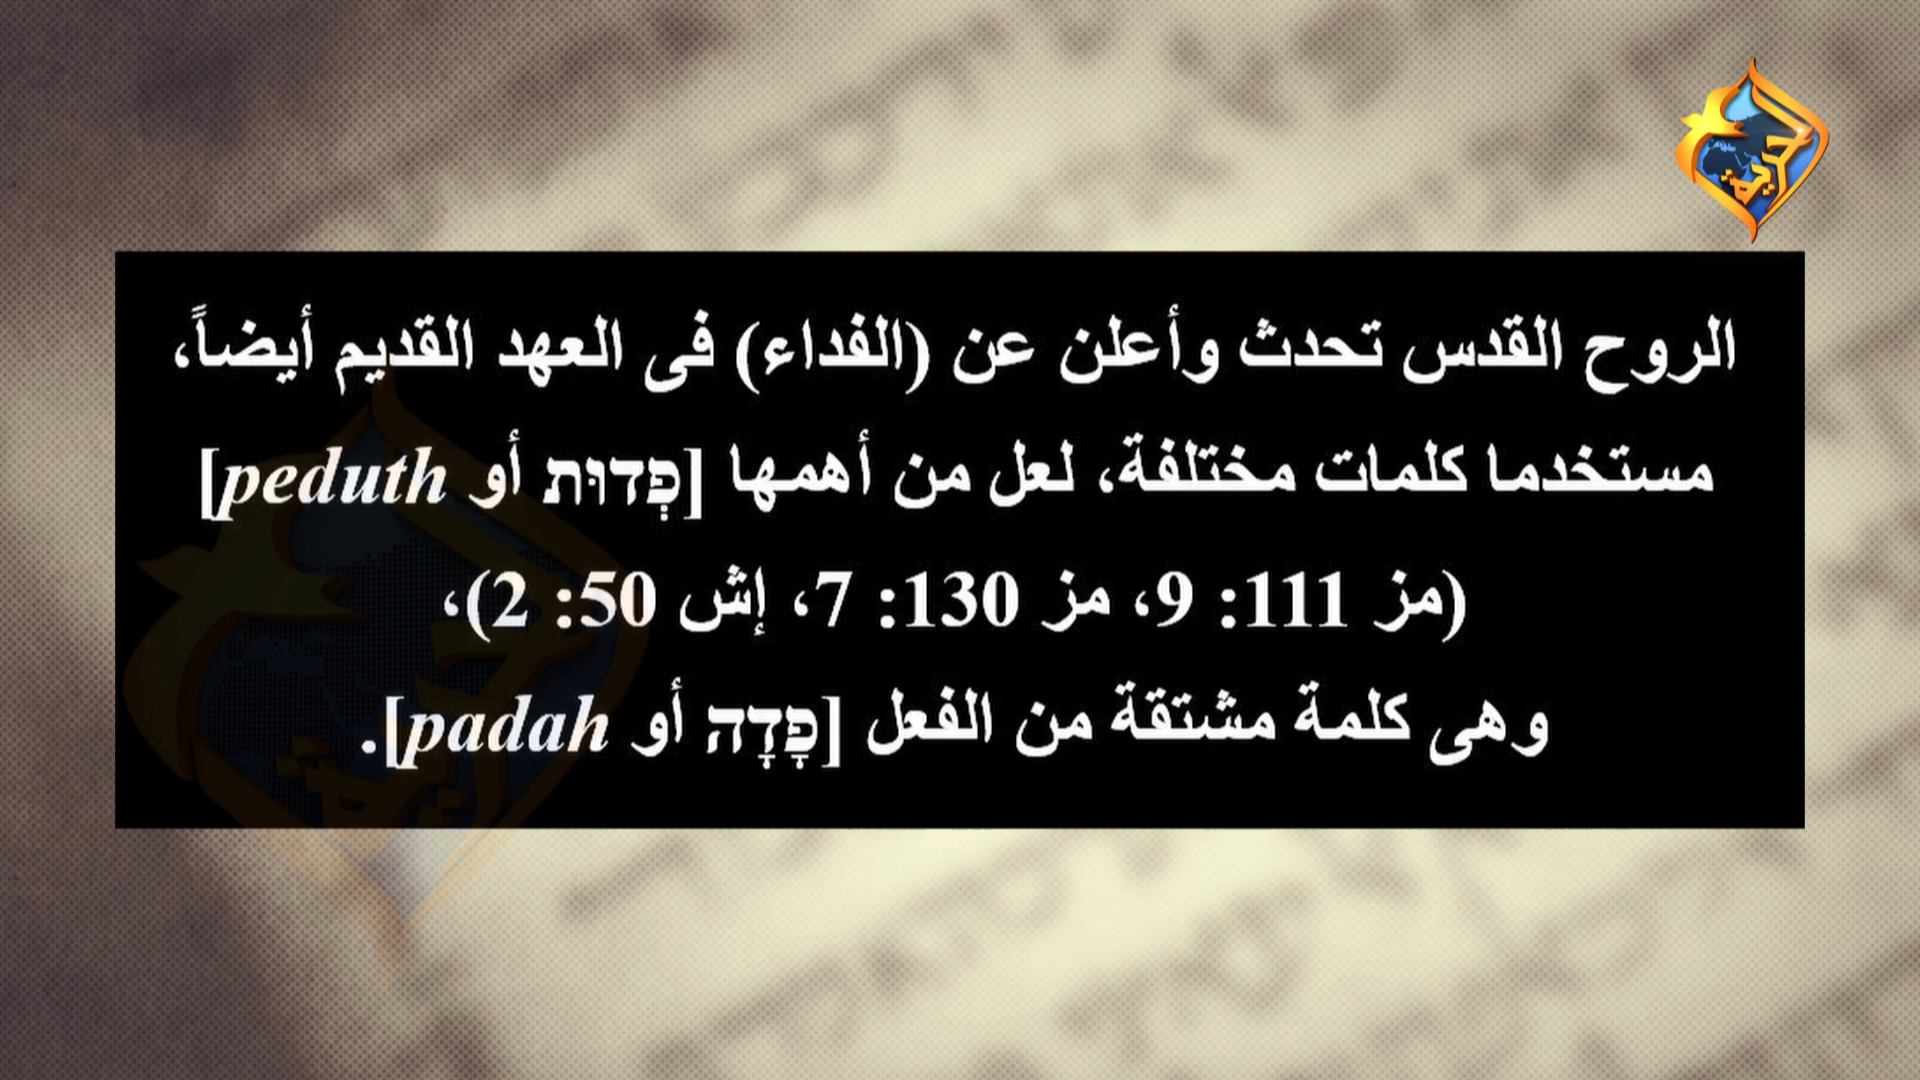 الحرية
الروح القدس تحدث وأعلن عن (الفداء) فى العهد القديم أيضاً،
مستخدما كلمات مختلفة، لعل من أهمها [פְּדוּת أو peduth]
(مز 111: 9، مز 130: 7، إش 50: 2)،
وهى كلمة مشتقة من الفعل [פָּדָה أو padah].